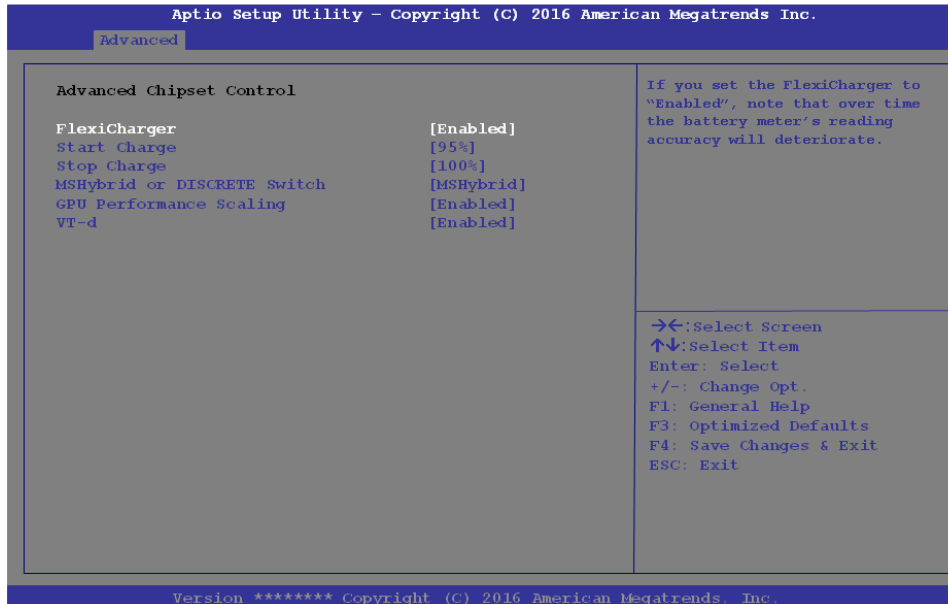 Aptio Setup Utility – Copyright (C) 2016 American Megatrends Inc.
Advanced
Advanced Chipset Control
FlexiCharger [Enabled]
Start Charge [95%]
Stop Charge [100%]
MSHybrid or DISCRETE Switch [MSHybrid]
GPU Performance Scaling [Enabled]
VT-d [Enabled]
If you set the FlexiCharger to
“Enabled”, note that over time
the battery meter’s reading
accuracy will deteriorate.
→←:Select Screen
↑↓:Select Item
Enter: Select
+/-: Change Opt.
F1: General Help
F3: Optimized Defaults
F4: Save Changes & Exit
ESC: Exit
Version ******** Copyright (C) 2016 American Megatrends. Inc.